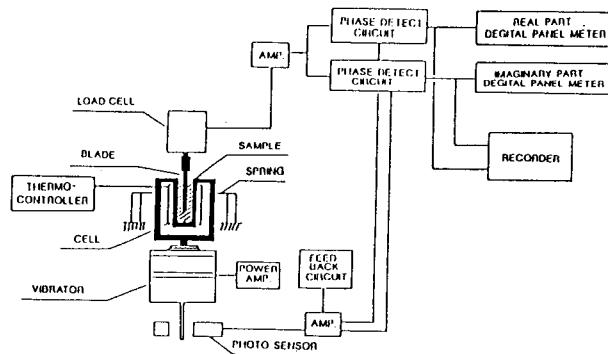 PHASE DETECT
CIRCUIT
REAL PART
DEGITAL PANEL METER
AMP.
PHASE DETECT
CIRCUIT
IMAGINARY PART
DEGITAL PANEL METER
LOAD CELL
RECORDER
BLADE
SAMPLE
SPRING
THERMO-
CONTROLLER
CELL
POWER
AMP.
FEED
BACK
CIRCUIT
VIBRATOR
AMP.
PHOTO SENSOR